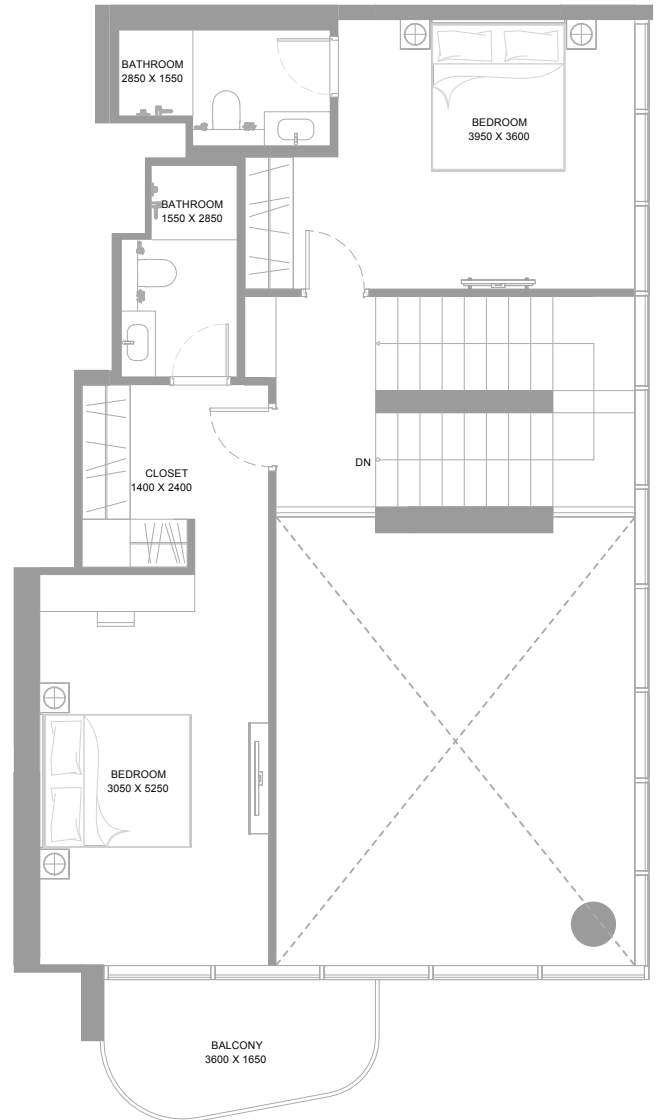 BATHROOM
2850 X 1550
BEDROOM
3950 X 3600
BATHROOM
1550 X 2850
DN
CLOSET
1400 X 2400
BEDROOM
3050 X 5250
BALCONY
3600 X 1650